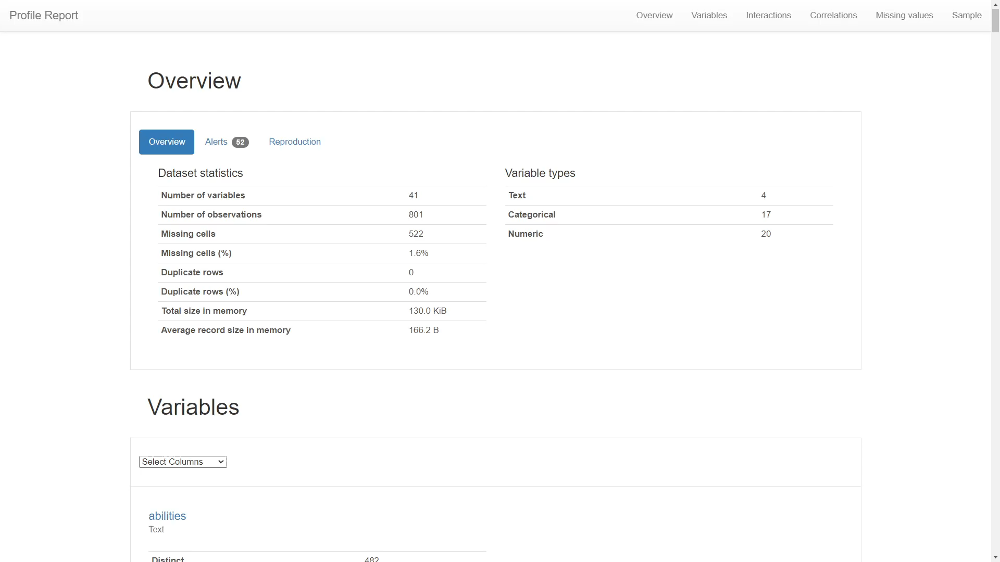 Profile Report
Overview Variables Interactions Correlations Missing values Sample
Overview
Overview Alerts 52 Reproduction
Dataset statistics
Number of variables 41
Number of observations 801
Missing cells 522
Missing cells (%) 1.6%
Duplicate rows 0
Duplicate rows (%) 0.0%
Total size in memory 130.0 KiB
Average record size in memory 166.2 B
Variable types
Text 4
Categorical 17
Numeric 20
Variables
Select Columns
abilities
Text
Distinct 482